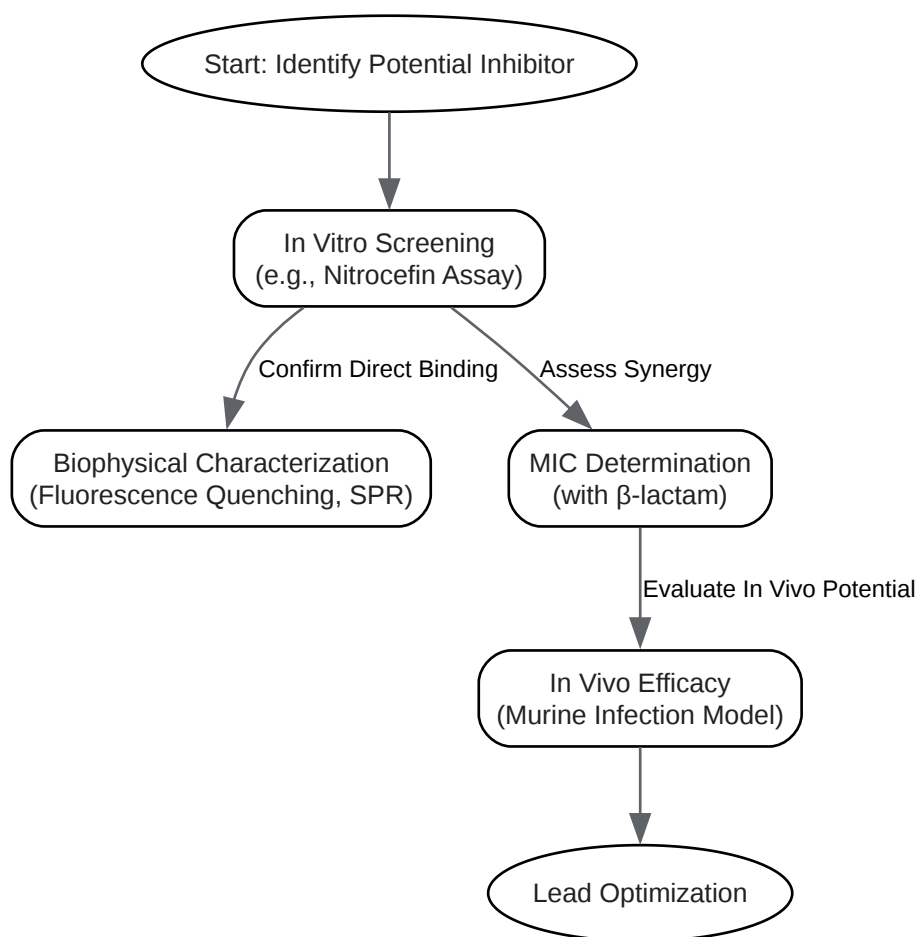 Start: Identify Potential Inhibitor
In Vitro Screening
(e.g., Nitrocefin Assay)
Confirm Direct Binding
Assess Synergy
Biophysical Characterization
(Fluorescence Quenching, SPR)
MIC Determination
(with β-lactam)
Evaluate In Vivo Potential
In Vivo Efficacy
(Murine Infection Model)
Lead Optimization